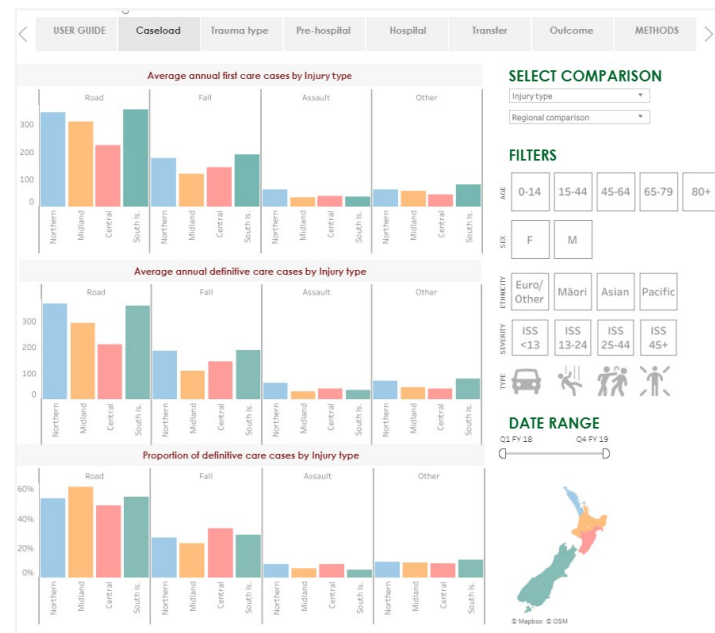 USER GUIDE Caseload Trauma type Pre-hospital Hospital Transfer Outcome METHODS
Average annual first care cases by Injury type
Road Fall Assault Other
300
200
100
0
Northern Midland Central South Is. Northern Midland Central South Is. Northern Midland Central South Is. Northern Midland Central South Is.
Average annual definitive care cases by Injury type
Road Fall Assault Other
300
200
100
0
Northern Midland Central South Is. Northern Midland Central South Is. Northern Midland Central South Is. Northern Midland Central South Is.
Proportion of definitive care cases by Injury type
Road Fall Assault Other
60%
40%
20%
0%
Northern Midland Central South Is. Northern Midland Central South Is. Northern Midland Central South Is. Northern Midland Central South Is.
SELECT COMPARISON
Injury type
Regional comparison
FILTERS
AGE 0-14 15-44 45-64 65-79 80+
SEX F M
ETHNICITY Euro/ Other Māori Asian Pacific
SEVERITY ISS <13 ISS 13-24 ISS 25-44 ISS 45+
TYPE
DATE RANGE
Q1 FY 18 Q4 FY 19
© Mapbox © OSM